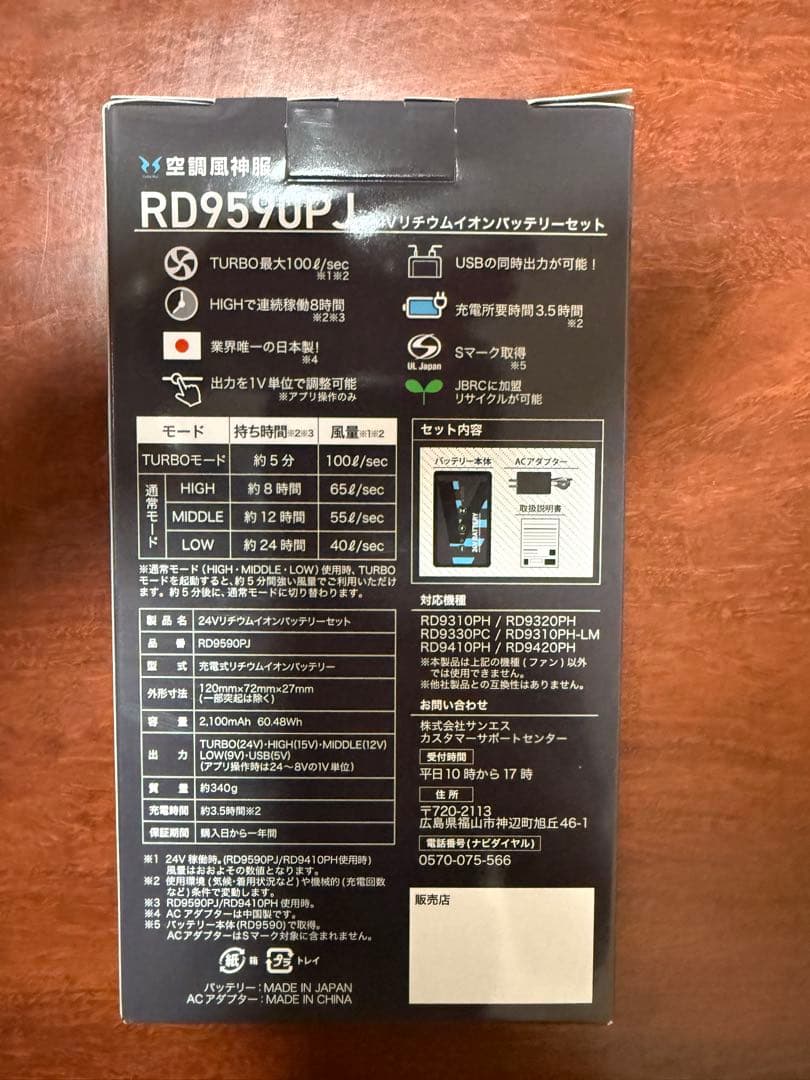 空調風神服
RD9590PJ 24Vリチウムイオンバッテリーセット
TURBO最大100ℓ/sec
※1※2
USBの同時出力が可能！
HIGHで連続稼働8時間
※2※3
充電所要時間3.5時間
※2
業界唯一の日本製!
※4
UL Japan
Sマーク取得
※5
出力を1V単位で調整可能
※アプリ操作のみ
JBRCに加盟
リサイクルが可能
モード 持ち時間※2※3 風量※1※2
TURBOモード 約5分 100ℓ/sec
通常モード
HIGH 約8時間 65ℓ/sec
MIDDLE 約12時間 55ℓ/sec
LOW 約24時間 40ℓ/sec
※通常モード(HIGH・MIDDLE・LOW)使用時、TURBO
モードを起動すると、約5分間強い風量でご利用いただけ
ます。約5分後に、通常モードに切り替わります。
製品名 24Vリチウムイオンバッテリーセット
品番 RD9590PJ
型式 充電式リチウムイオンバッテリー
外形寸法 120mm×72mm×27mm
(一部突起は除く)
容量 2,100mAh 60.48Wh
出力 TURBO(24V)・HIGH(15V)・MIDDLE(12V)
LOW(9V)・USB(5V)
(アプリ操作時は24〜8Vの1V単位)
質量 約340g
充電時間 約3.5時間※2
保証期間 購入日から一年間
※1 24V稼働時。(RD9590PJ/RD9410PH使用時)
風量はおおよその数値となります。
※2 使用環境(気候・着用状況など)や機械的(充電回数
など)条件で変動します。
※3 RD9590PJ/RD9410PH使用時。
※4 ACアダプターは中国製です。
※5 バッテリー本体(RD9590)で取得。
ACアダプターはSマーク対象に含まれません。
紙 箱 プラ トレイ
バッテリー：MADE IN JAPAN
ACアダプター：MADE IN CHINA
セット内容
バッテリー本体 ACアダプター
24V BATTERY
取扱説明書
対応機種
RD9310PH / RD9320PH
RD9330PC / RD9310PH-LM
RD9410PH / RD9420PH
※本製品は上記の機種(ファン)以外
では使用できません。
※他社製品との互換性はありません。
お問い合わせ
株式会社サンエス
カスタマーサポートセンター
受付時間
平日10時から17時
住所
〒720-2113
広島県福山市神辺町旭丘46-1
電話番号(ナビダイヤル)
0570-075-566
販売店